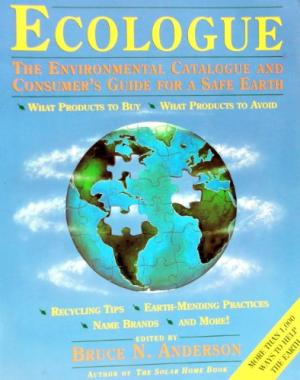 ECOLOGUE
THE ENVIRONMENTAL CATALOGUE AND
CONSUMER'S GUIDE FOR A SAFE EARTH
WHAT PRODUCTS TO BUY WHAT PRODUCTS TO AVOID
RECYCLING TIPS EARTH-MENDING PRACTICES
NAME BRANDS AND MORE!
EDITED BY
BRUCE N. ANDERSON
AUTHOR OF THE SOLAR HOME BOOK
MORE THAN 1,000
WAYS TO HELP
THE EARTH